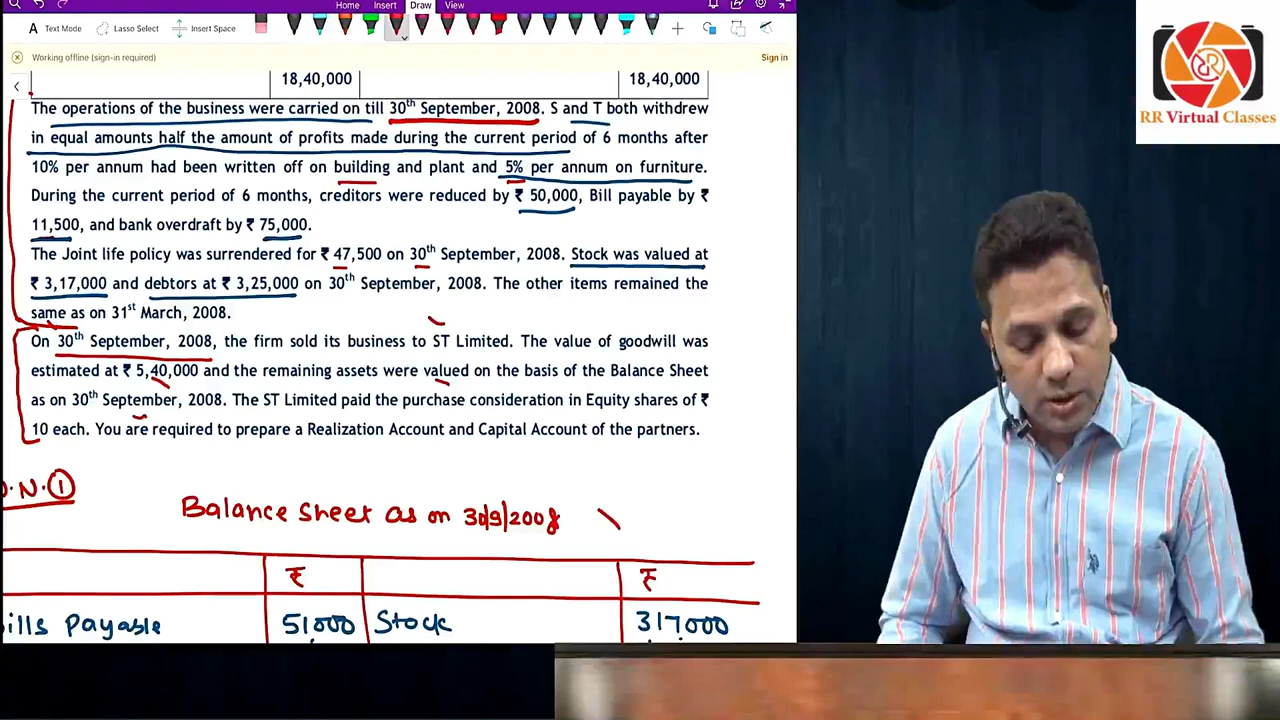 Home Insert Draw View
Text Mode Lasso Select Insert Space
Working offline (sign-in required) Sign in
18,40,000 18,40,000
The operations of the business were carried on till 30th September, 2008. S and T both withdrew
in equal amounts half the amount of profits made during the current period of 6 months after
10% per annum had been written off on building and plant and 5% per annum on furniture.
During the current period of 6 months, creditors were reduced by ₹ 50,000, Bill payable by ₹
11,500, and bank overdraft by ₹ 75,000.
The Joint life policy was surrendered for ₹ 47,500 on 30th September, 2008. Stock was valued at
₹ 3,17,000 and debtors at ₹ 3,25,000 on 30th September, 2008. The other items remained the
same as on 31st March, 2008.
On 30th September, 2008, the firm sold its business to ST Limited. The value of goodwill was
estimated at ₹ 5,40,000 and the remaining assets were valued on the basis of the Balance Sheet
as on 30th September, 2008. The ST Limited paid the purchase consideration in Equity shares of ₹
10 each. You are required to prepare a Realization Account and Capital Account of the partners.
.N. 1
Balance Sheet as on 30/9/2008
₹ ₹
ills Payable 51000 Stock 317000
RR Virtual Classes